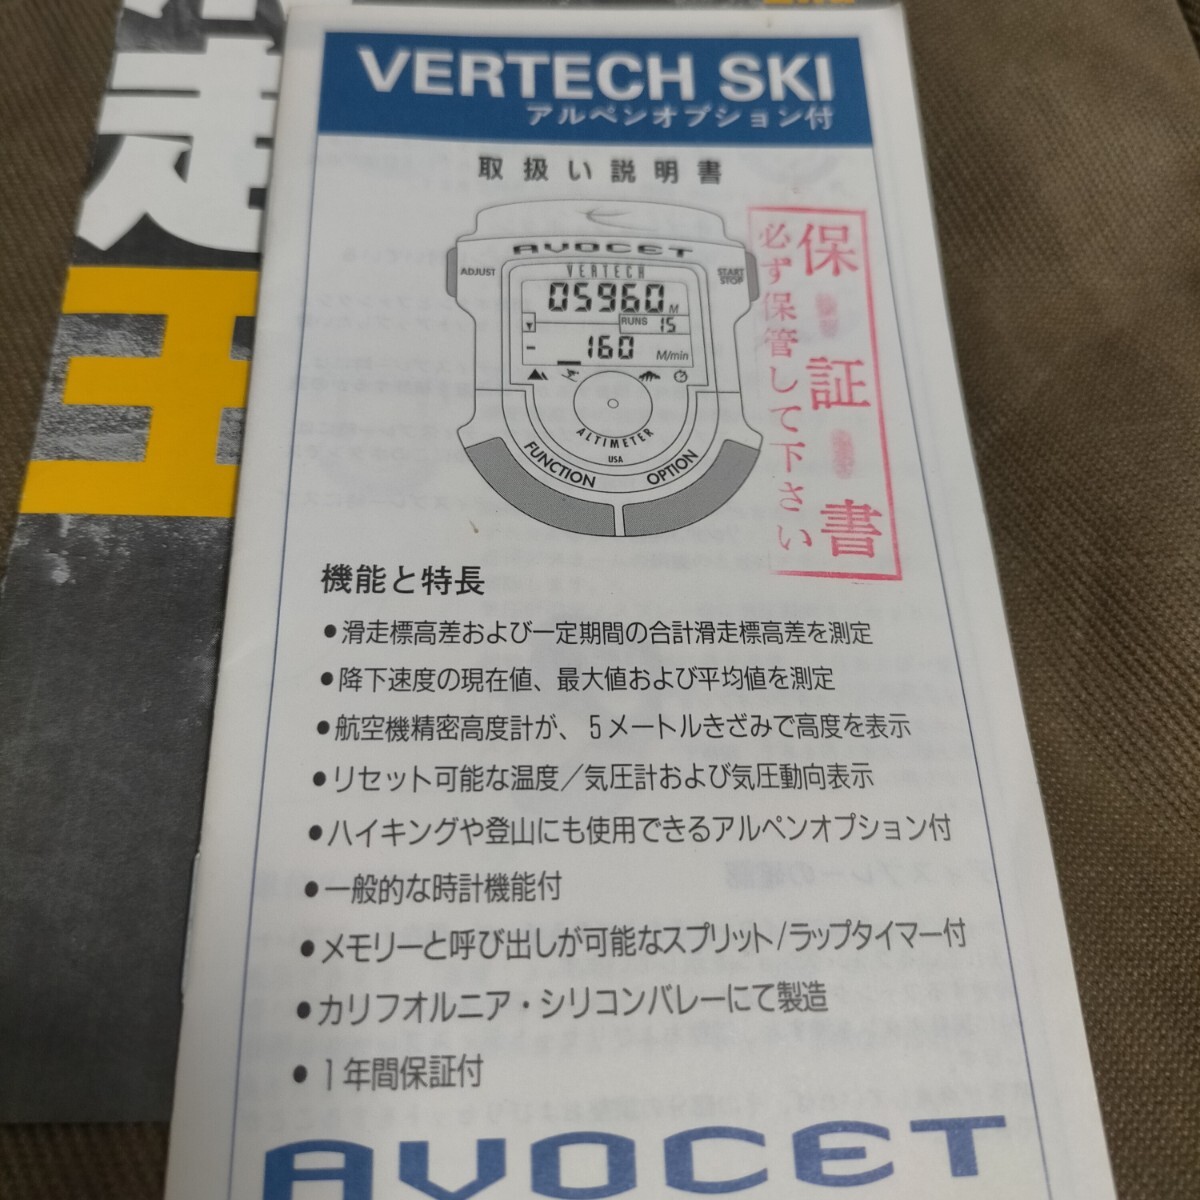 走
王
VERTECH SKI
アルペンオプション付
取扱い説明書
保証書
必ず保管して下さい
AVOCET
ADJUST
START
STOP
VERTECH
05960 M
RUNS 15
- 160 M/min
ALTIMETER
USA
FUNCTION
OPTION
機能と特長
●滑走標高差および一定期間の合計滑走標高差を測定
●降下速度の現在値、最大値および平均値を測定
●航空機精密高度計が、5メートルきざみで高度を表示
●リセット可能な温度/気圧計および気圧動向表示
●ハイキングや登山にも使用できるアルペンオプション付
●一般的な時計機能付
●メモリーと呼び出しが可能なスプリット/ラップタイマー付
●カリフオルニア・シリコンバレーにて製造
●1年間保証付
AVOCET